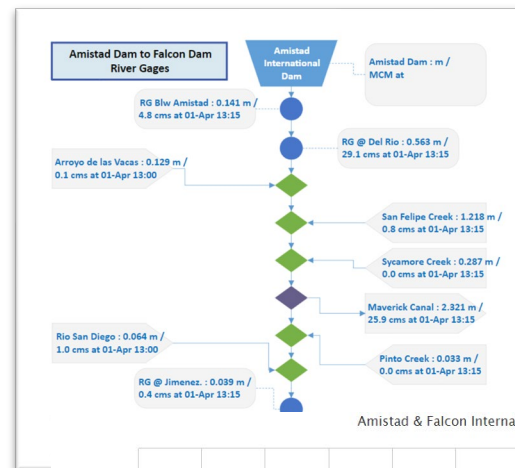 Amistad Dam to Falcon Dam
River Gages
Amistad
International
Dam
Amistad Dam : m /
MCM at
RG Blw Amistad : 0.141 m /
4.8 cms at 01-Apr 13:15
RG @ Del Rio : 0.563 m /
29.1 cms at 01-Apr 13:15
Arroyo de las Vacas : 0.129 m /
0.1 cms at 01-Apr 13:00
San Felipe Creek : 1.218 m /
0.8 cms at 01-Apr 13:15
Sycamore Creek : 0.287 m /
0.0 cms at 01-Apr 13:15
Maverick Canal : 2.321 m /
25.9 cms at 01-Apr 13:15
Rio San Diego : 0.064 m /
1.0 cms at 01-Apr 13:00
Pinto Creek : 0.033 m /
0.0 cms at 01-Apr 13:15
RG @ Jimenez. : 0.039 m /
0.4 cms at 01-Apr 13:15
Amistad & Falcon Interna